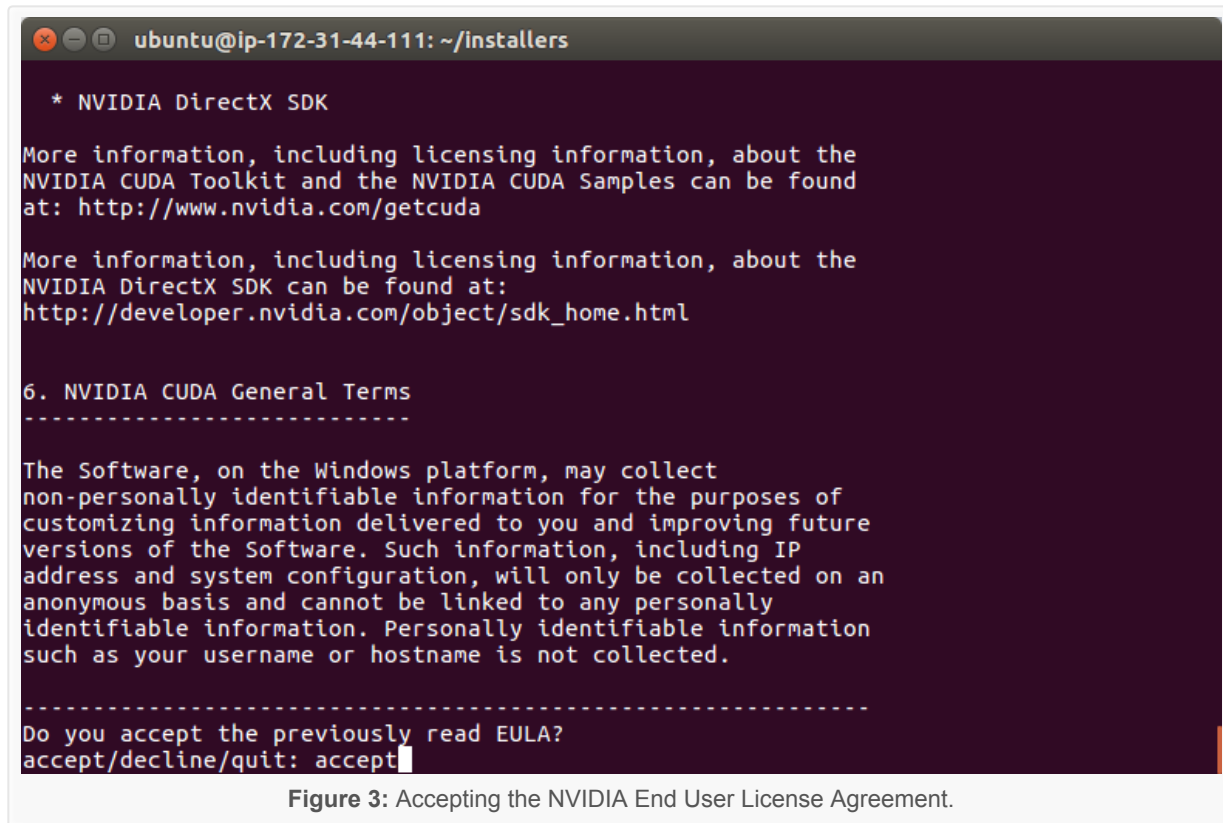 ubuntu@ip-172-31-44-111: ~/installers
* NVIDIA DirectX SDK
More information, including licensing information, about the
NVIDIA CUDA Toolkit and the NVIDIA CUDA Samples can be found
at: http://www.nvidia.com/getcuda
More information, including licensing information, about the
NVIDIA DirectX SDK can be found at:
http://developer.nvidia.com/object/sdk_home.html
6. NVIDIA CUDA General Terms
-----------------------------
The Software, on the Windows platform, may collect
non-personally identifiable information for the purposes of
customizing information delivered to you and improving future
versions of the Software. Such information, including IP
address and system configuration, will only be collected on an
anonymous basis and cannot be linked to any personally
identifiable information. Personally identifiable information
such as your username or hostname is not collected.
---------------------------------------------------------------
Do you accept the previously read EULA?
accept/decline/quit: accept
Figure 3: Accepting the NVIDIA End User License Agreement.